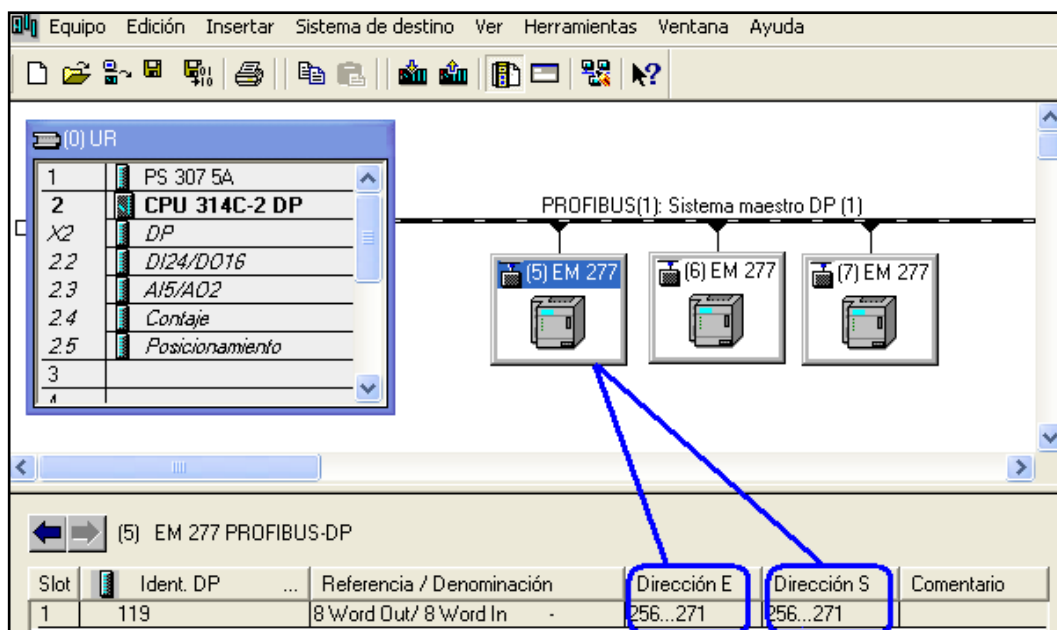 Equipo Edición Insertar Sistema de destino Ver Herramientas Ventana Ayuda
(0) UR
1 PS 307 5A
2 CPU 314C-2 DP
X2 DP
2.2 DI24/DO16
2.3 AI5/AO2
2.4 Contaje
2.5 Posicionamiento
3
4
PROFIBUS(1): Sistema maestro DP (1)
(5) EM 277 (6) EM 277 (7) EM 277
(5) EM 277 PROFIBUS-DP
Slot Ident. DP ... Referencia / Denominación Dirección E Dirección S Comentario
1 119 8 Word Out/ 8 Word In - 256...271 256...271